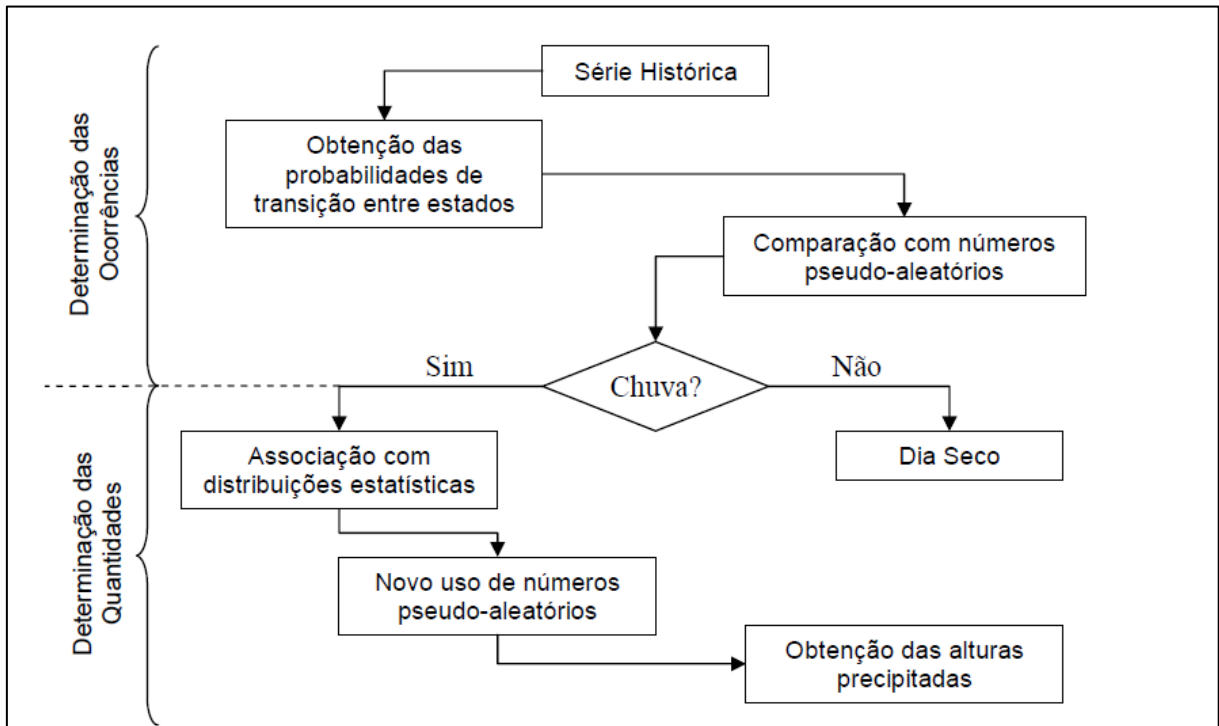 Determinação das
Ocorrências
Série Histórica
Obtenção das
probabilidades de
transição entre estados
Comparação com números
pseudo-aleatórios
Sim
Chuva?
Não
Determinação das
Quantidades
Associação com
distribuições estatísticas
Dia Seco
Novo uso de números
pseudo-aleatórios
Obtenção das alturas
precipitadas